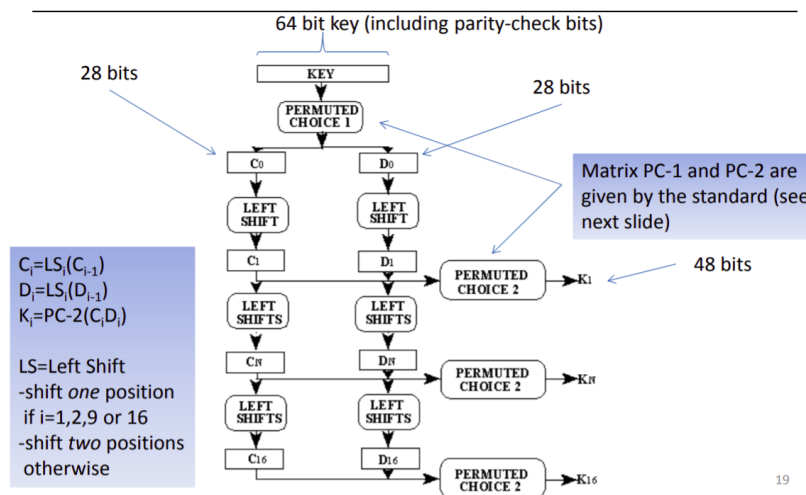 64 bit key (including parity-check bits)
28 bits
KEY
28 bits
PERMUTED
CHOICE 1
C0
D0
Matrix PC-1 and PC-2 are
given by the standard (see
next slide)
LEFT
SHIFT
LEFT
SHIFT
C1
D1
PERMUTED
CHOICE 2
K1
48 bits
Ci=LSi(Ci-1)
Di=LSi(Di-1)
Ki=PC-2(CiDi)
LEFT
SHIFTS
LEFT
SHIFTS
LS=Left Shift
-shift one position
if i=1,2,9 or 16
-shift two positions
otherwise
CN
DN
PERMUTED
CHOICE 2
KN
LEFT
SHIFTS
LEFT
SHIFTS
C16
D16
PERMUTED
CHOICE 2
K16
19